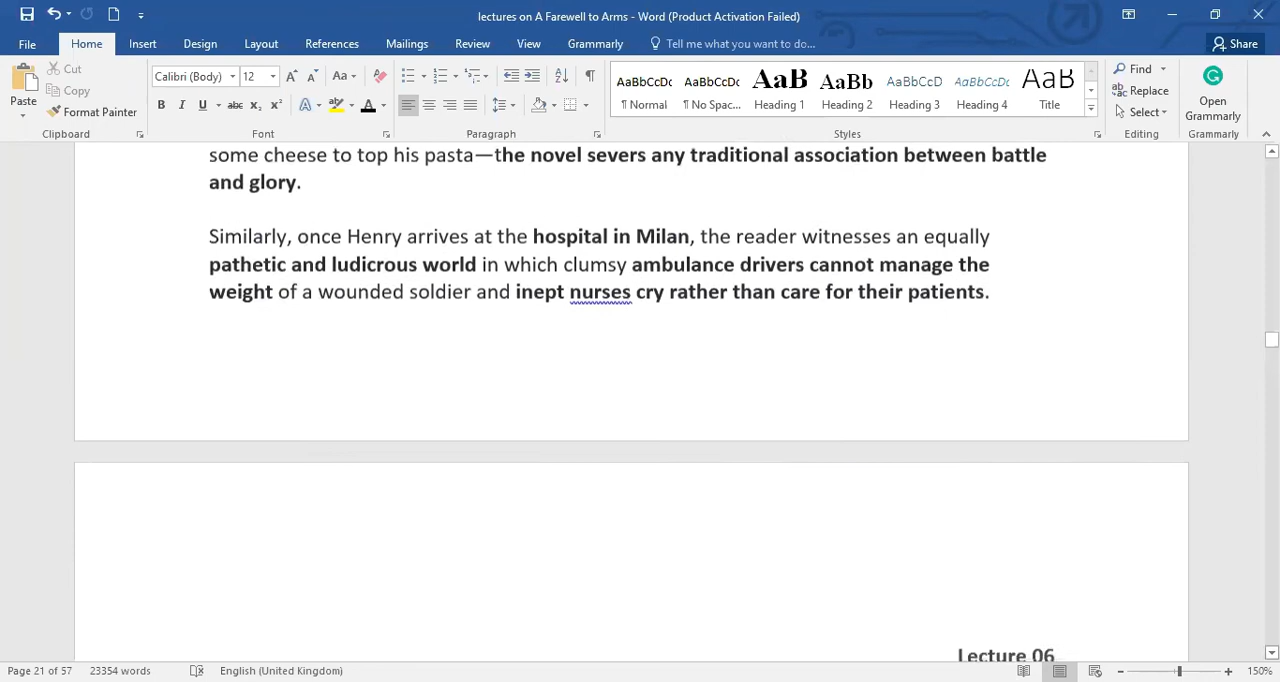 lectures on A Farewell to Arms - Word (Product Activation Failed)
File Home Insert Design Layout References Mailings Review View Grammarly Tell me what you want to do... Share
Paste Cut Copy Format Painter
Calibri (Body) 12
AaBbCcDc AaBbCcDc AaB AaBb AaBbCcD AaBbCcDc AaB
¶ Normal ¶ No Spac... Heading 1 Heading 2 Heading 3 Heading 4 Title
Find Replace Select
Open Grammarly
Clipboard Font Paragraph Styles Editing Grammarly
some cheese to top his pasta—the novel severs any traditional association between battle
and glory.
Similarly, once Henry arrives at the hospital in Milan, the reader witnesses an equally
pathetic and ludicrous world in which clumsy ambulance drivers cannot manage the
weight of a wounded soldier and inept nurses cry rather than care for their patients.
Lecture 06
Page 21 of 57 23354 words English (United Kingdom) 150%